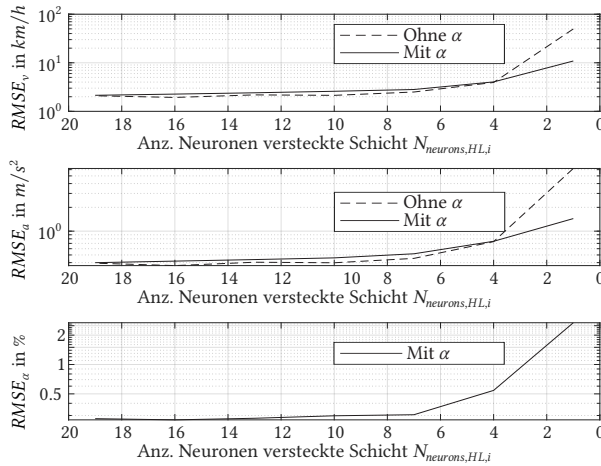 RMSE_v in km/h
10^2
10^1
10^0
Ohne α
Mit α
20 18 16 14 12 10 8 6 4 2 0
Anz. Neuronen versteckte Schicht N_neurons,HL,i
RMSE_a in m/s^2
10^0
Ohne α
Mit α
20 18 16 14 12 10 8 6 4 2 0
Anz. Neuronen versteckte Schicht N_neurons,HL,i
RMSE_α in %
2
1
0.5
Mit α
20 18 16 14 12 10 8 6 4 2 0
Anz. Neuronen versteckte Schicht N_neurons,HL,i